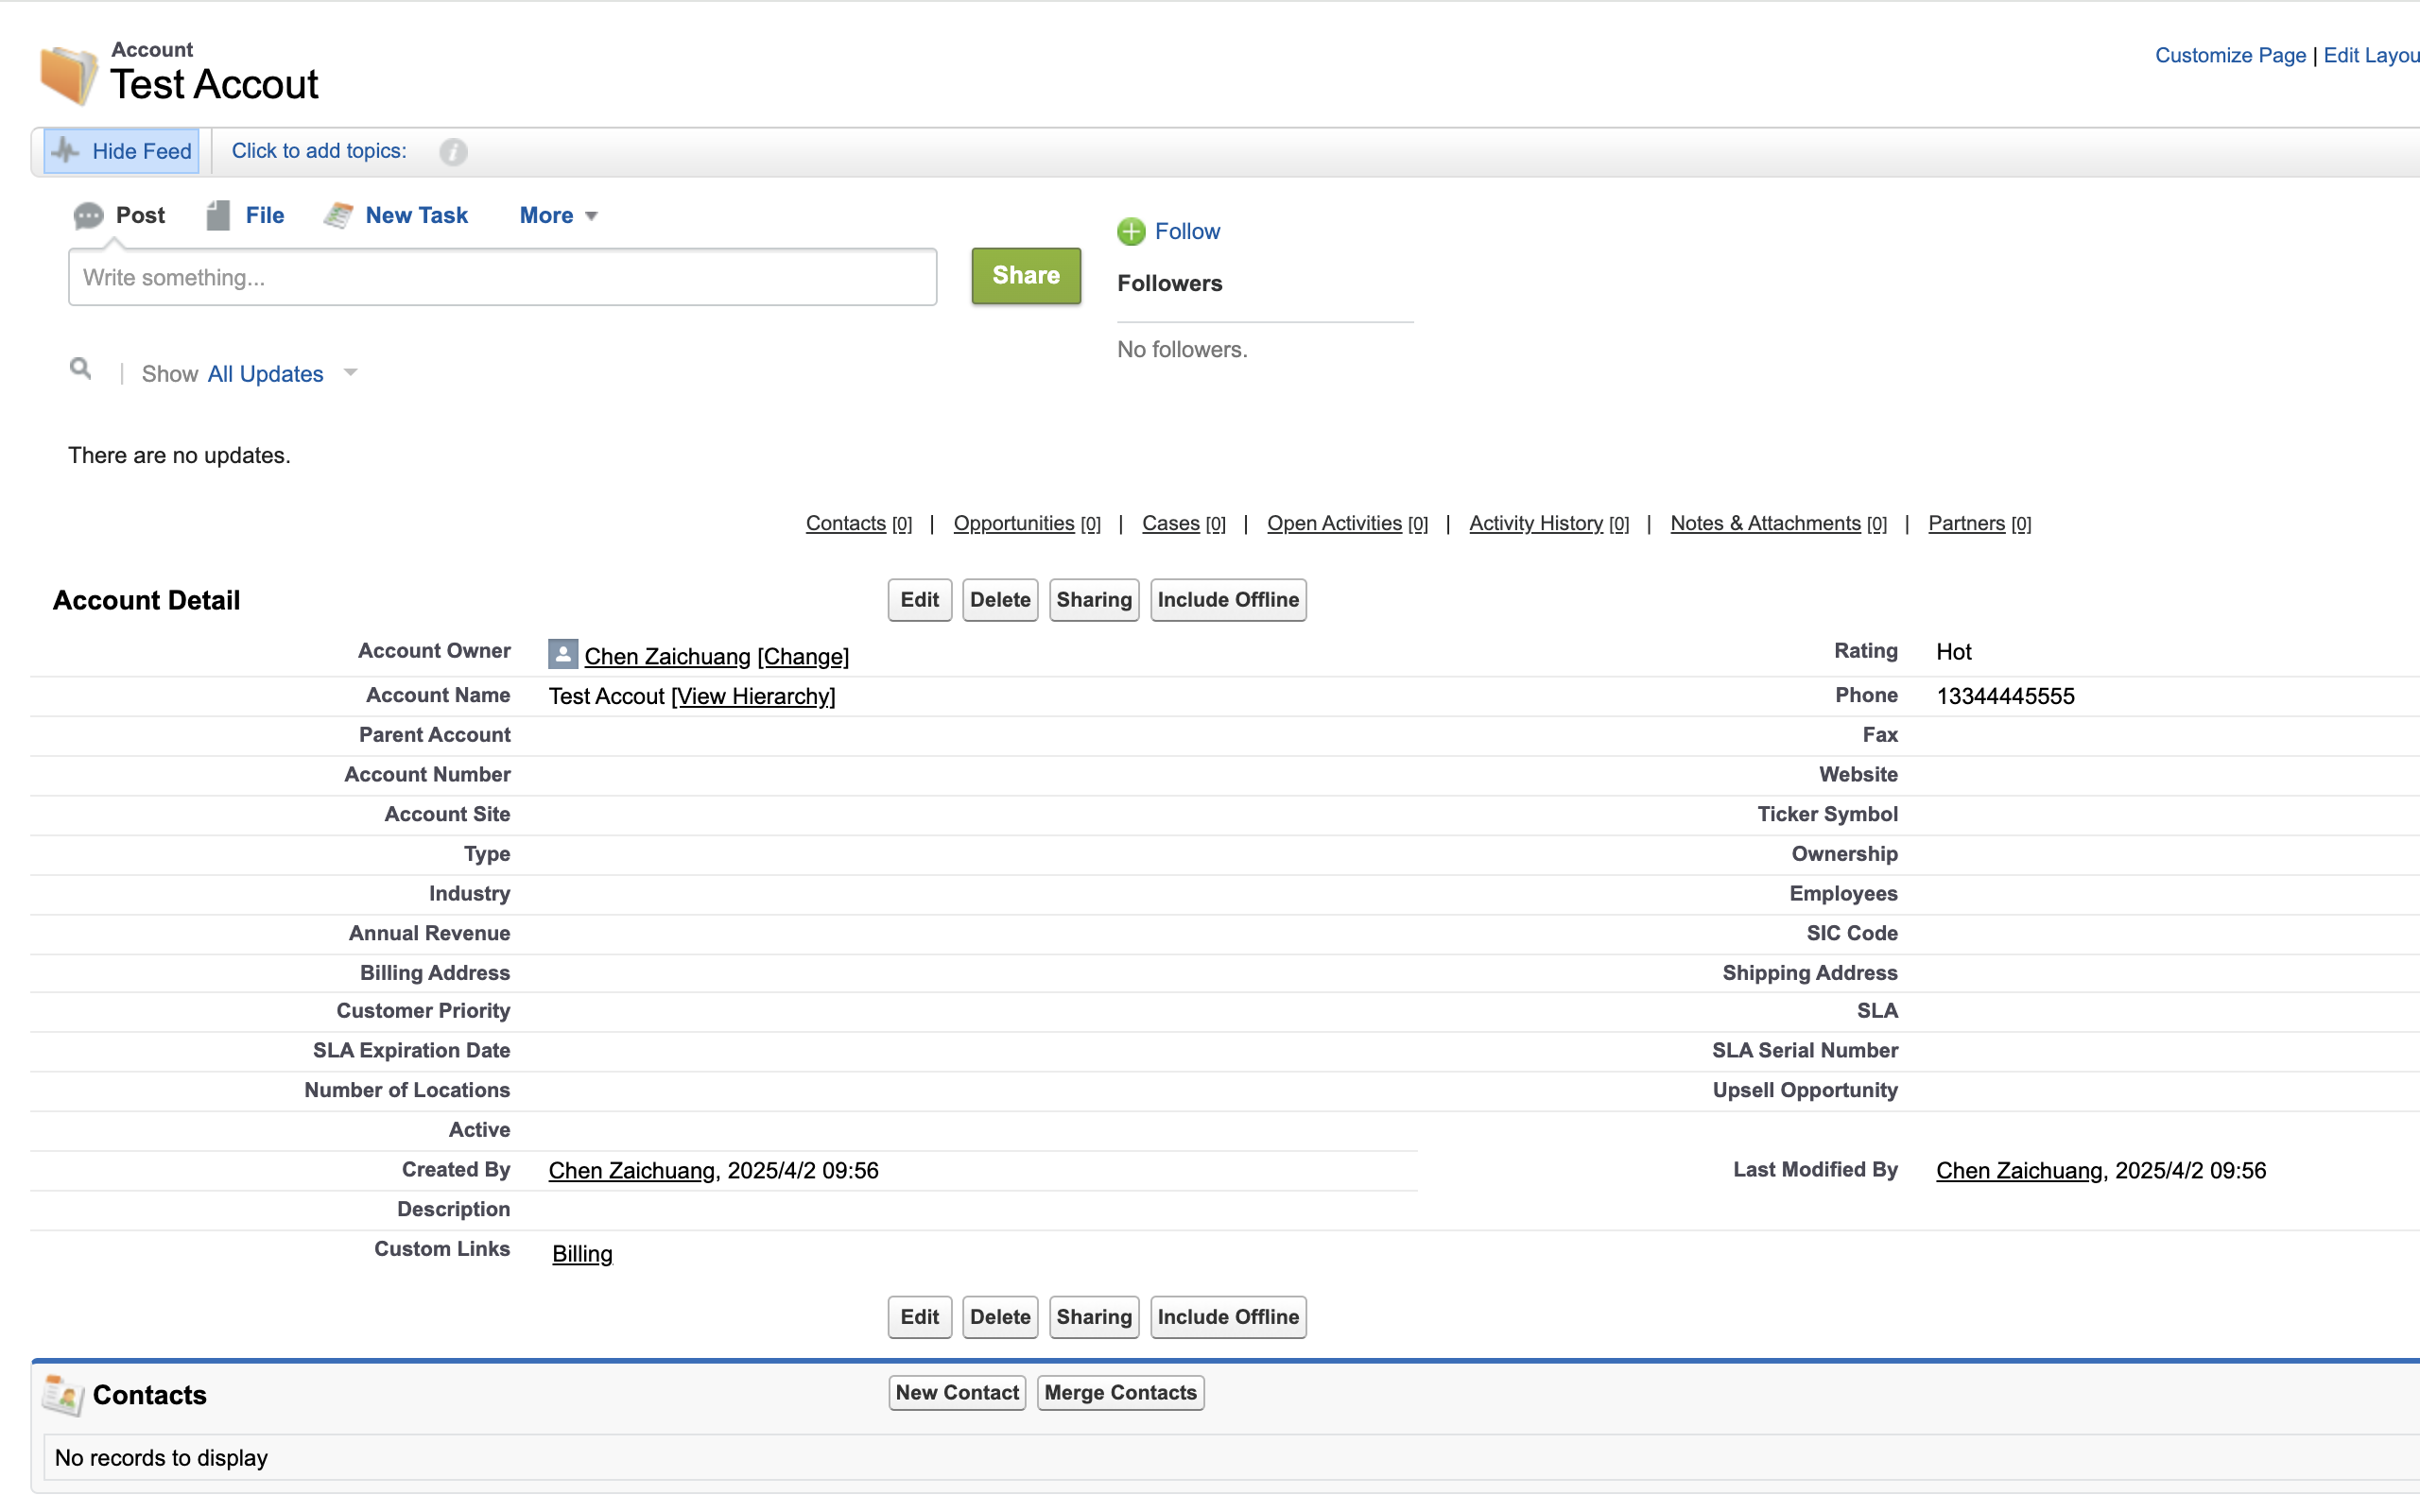 Account
Test Accout
Customize Page | Edit Layou
Hide Feed
Click to add topics:
Post File New Task More
Write something...
Share
Follow
Followers
No followers.
Show All Updates
There are no updates.
Contacts [0] | Opportunities [0] | Cases [0] | Open Activities [0] | Activity History [0] | Notes & Attachments [0] | Partners [0]
Account Detail
Edit Delete Sharing Include Offline
Account Owner Chen Zaichuang [Change] Rating Hot
Account Name Test Accout [View Hierarchy] Phone 13344445555
Parent Account Fax
Account Number Website
Account Site Ticker Symbol
Type Ownership
Industry Employees
Annual Revenue SIC Code
Billing Address Shipping Address
Customer Priority SLA
SLA Expiration Date SLA Serial Number
Number of Locations Upsell Opportunity
Active
Created By Chen Zaichuang, 2025/4/2 09:56 Last Modified By Chen Zaichuang, 2025/4/2 09:56
Description
Custom Links Billing
Edit Delete Sharing Include Offline
Contacts New Contact Merge Contacts
No records to display